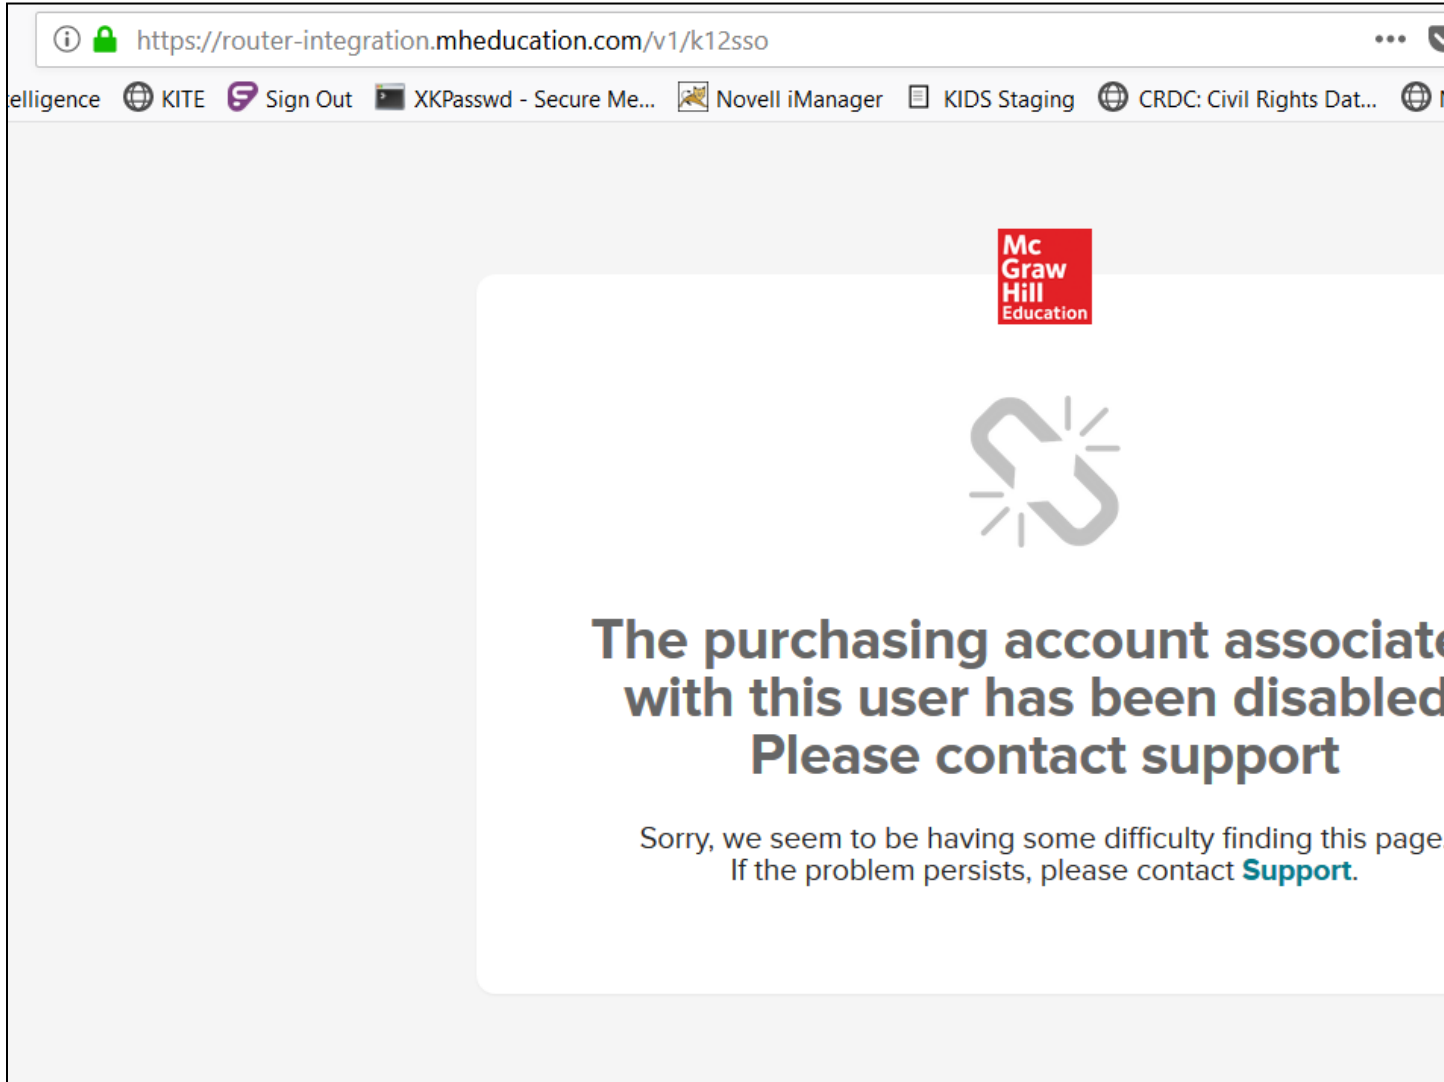 https://router-integration.mheducation.com/v1/k12sso
elligence KITE Sign Out XKPasswd - Secure Me... Novell iManager KIDS Staging CRDC: Civil Rights Dat...
Mc
Graw
Hill
Education
The purchasing account associate
with this user has been disabled
Please contact support
Sorry, we seem to be having some difficulty finding this page.
If the problem persists, please contact Support.